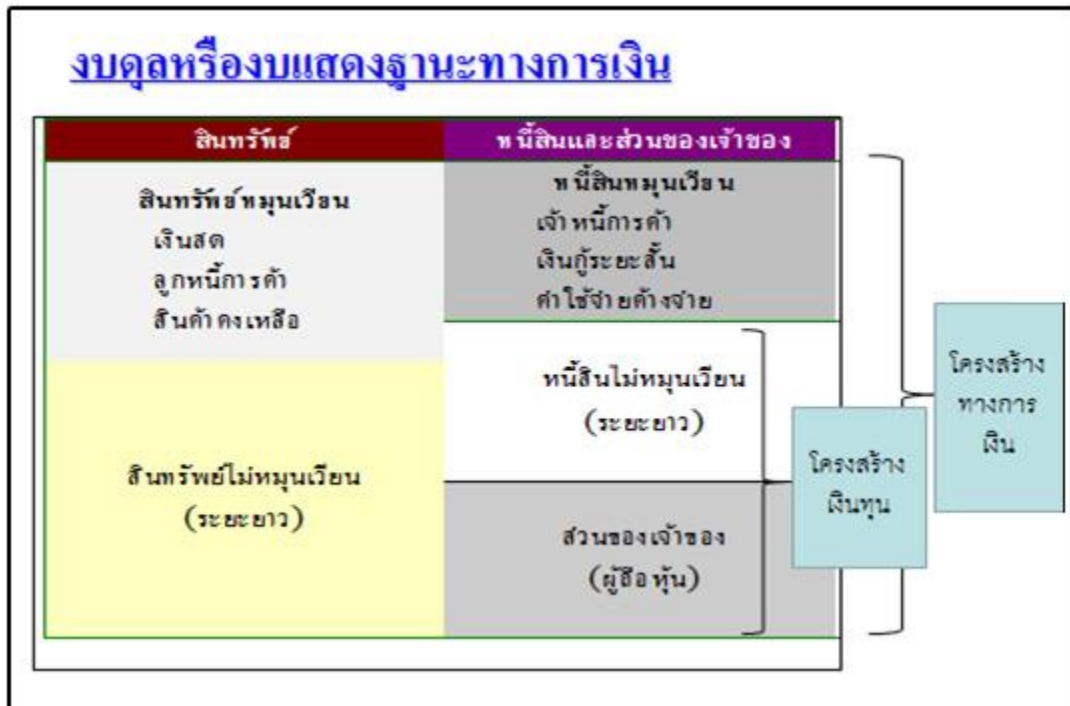 งบดุลหรืองบแสดงฐานะทางการเงิน
สินทรัพย์
หนี้สินและส่วนของเจ้าของ
สินทรัพย์หมุนเวียน
เงินสด
ลูกหนี้การค้า
สินค้าคงเหลือ
หนี้สินหมุนเวียน
เจ้าหนี้การค้า
เงินกู้ระยะสั้น
ค่าใช้จ่ายค้างจ่าย
สินทรัพย์ไม่หมุนเวียน
(ระยะยาว)
หนี้สินไม่หมุนเวียน
(ระยะยาว)
ส่วนของเจ้าของ
(ผู้ถือหุ้น)
โครงสร้าง
เงินทุน
โครงสร้าง
ทางการ
เงิน